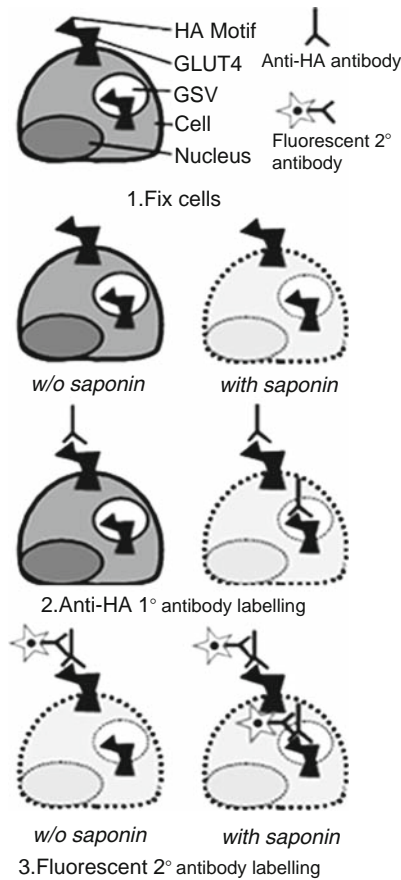 HA Motif
GLUT4
GSV
Cell
Nucleus
Anti-HA antibody
Fluorescent 2°
antibody
1.Fix cells
w/o saponin
with saponin
2.Anti-HA 1° antibody labelling
w/o saponin
with saponin
3.Fluorescent 2° antibody labelling